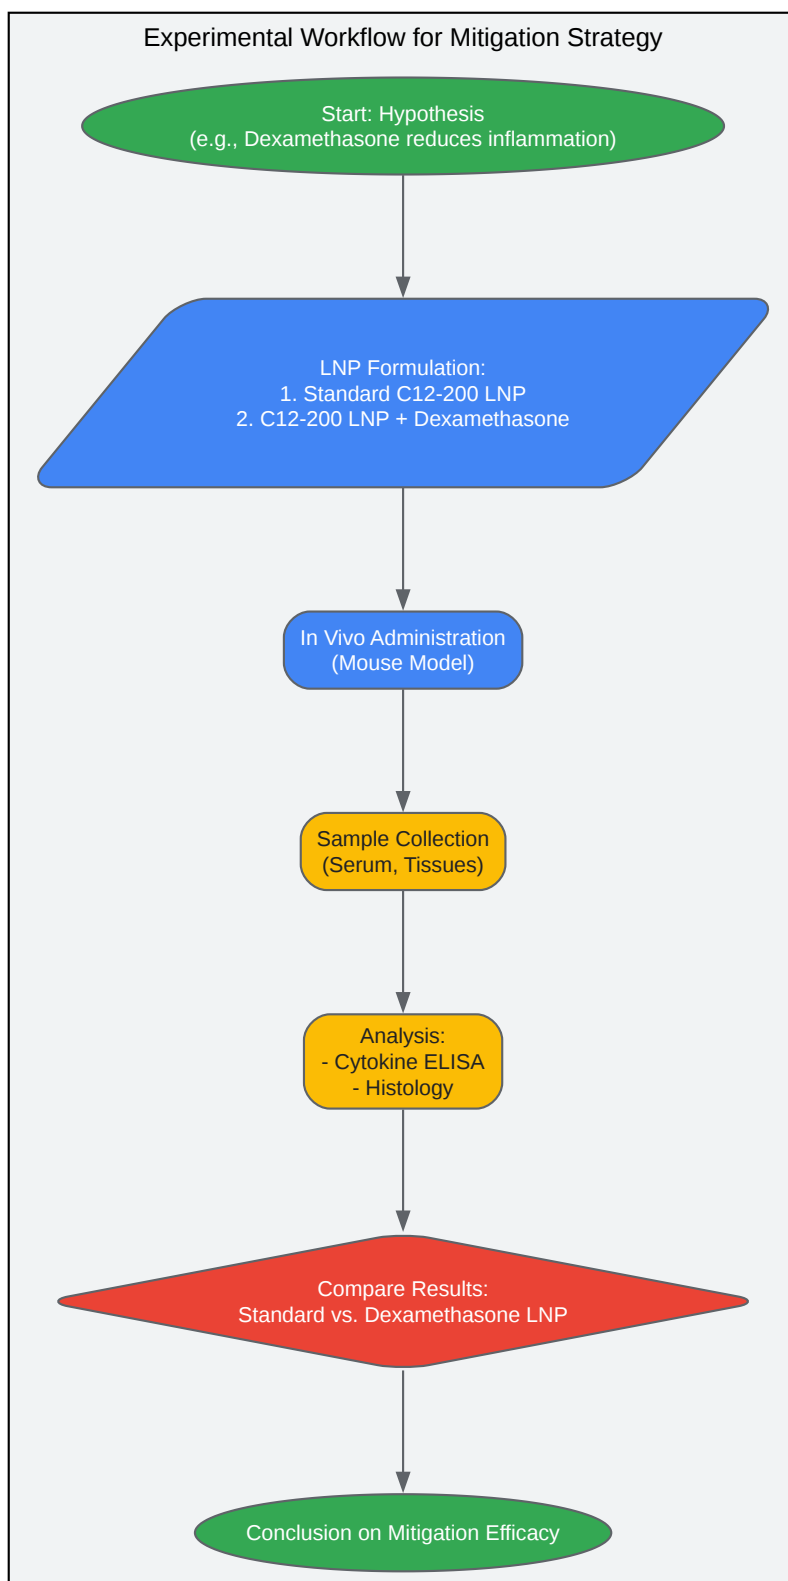 Experimental Workflow for Mitigation Strategy
Start: Hypothesis
(e.g., Dexamethasone reduces inflammation)
LNP Formulation:
1. Standard C12-200 LNP
2. C12-200 LNP + Dexamethasone
In Vivo Administration
(Mouse Model)
Sample Collection
(Serum, Tissues)
Analysis:
- Cytokine ELISA
- Histology
Compare Results:
Standard vs. Dexamethasone LNP
Conclusion on Mitigation Efficacy